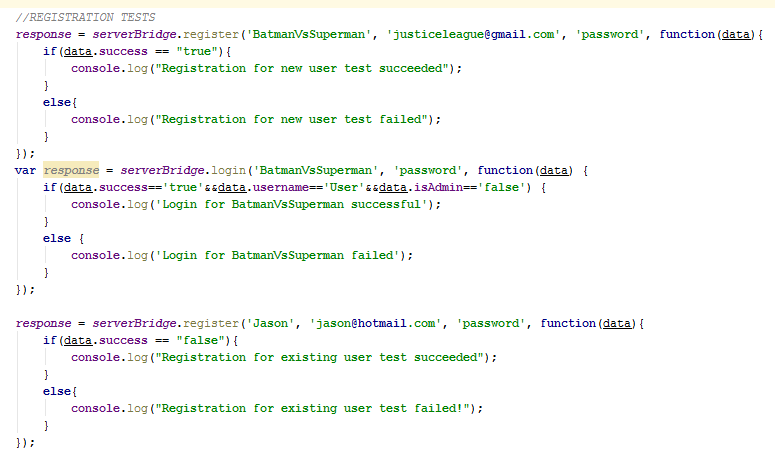 //REGISTRATION TESTS
response = serverBridge.register('BatmanVsSuperman', 'justiceleague@gmail.com', 'password', function(data){
    if(data.success == "true"){
        console.log("Registration for new user test succeeded");
    }
    else{
        console.log("Registration for new user test failed");
    }
});
var response = serverBridge.login('BatmanVsSuperman', 'password', function(data) {
    if(data.success=='true'&&data.username=='User'&&data.isAdmin=='false') {
        console.log('Login for BatmanVsSuperman successful');
    }
    else {
        console.log('Login for BatmanVsSuperman failed');
    }
});

response = serverBridge.register('Jason', 'jason@hotmail.com', 'password', function(data){
    if(data.success == "false"){
        console.log("Registration for existing user test succeeded");
    }
    else{
        console.log("Registration for existing user test failed!");
    }
});